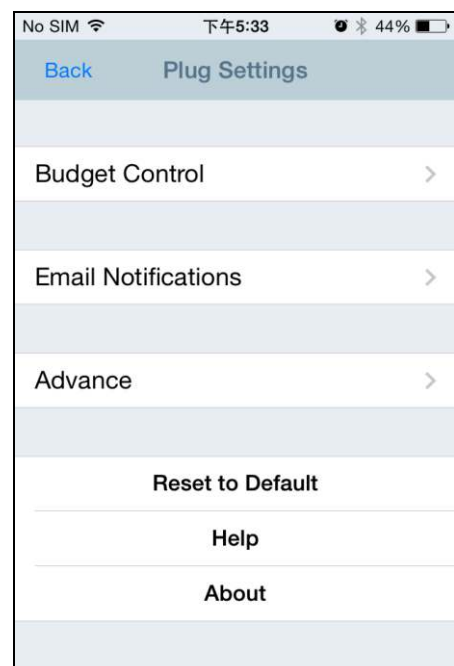 No SIM 下午5:33 44%
Back Plug Settings
Budget Control
Email Notifications
Advance
Reset to Default
Help
About